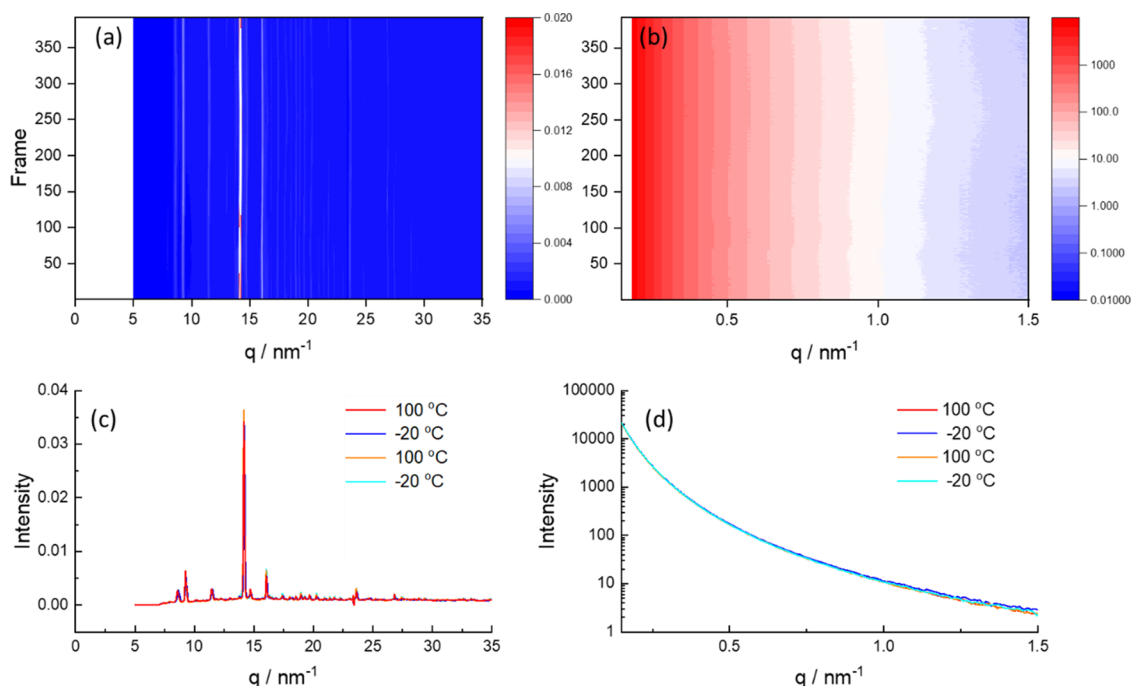 (a)
Frame
350
300
250
200
150
100
50
0 5 10 15 20 25 30 35
q / nm⁻¹
0.020
0.016
0.012
0.008
0.004
0.000
(b)
350
300
250
200
150
100
50
0.5 1.0 1.5
q / nm⁻¹
1000
100.0
10.00
1.000
0.1000
0.01000
(c)
Intensity
0.04
0.03
0.02
0.01
0.00
0 5 10 15 20 25 30 35
q / nm⁻¹
100 °C
-20 °C
100 °C
-20 °C
(d)
Intensity
100000
10000
1000
100
10
1
0.5 1.0 1.5
q / nm⁻¹
100 °C
-20 °C
100 °C
-20 °C